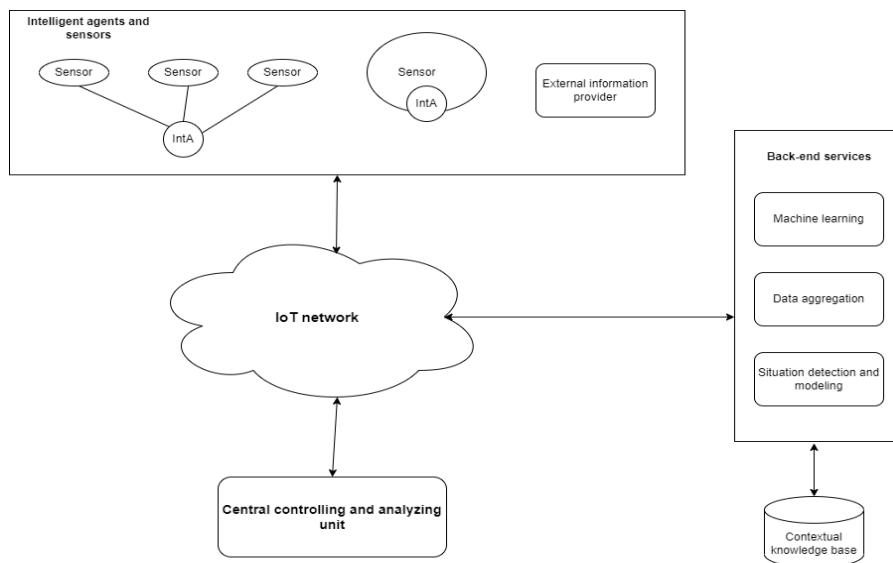 Intelligent agents and
sensors
Sensor
Sensor
Sensor
IntA
Sensor
IntA
External information
provider
Back-end services
Machine learning
Data aggregation
Situation detection and
modeling
IoT network
Central controlling and analyzing
unit
Contextual
knowledge base